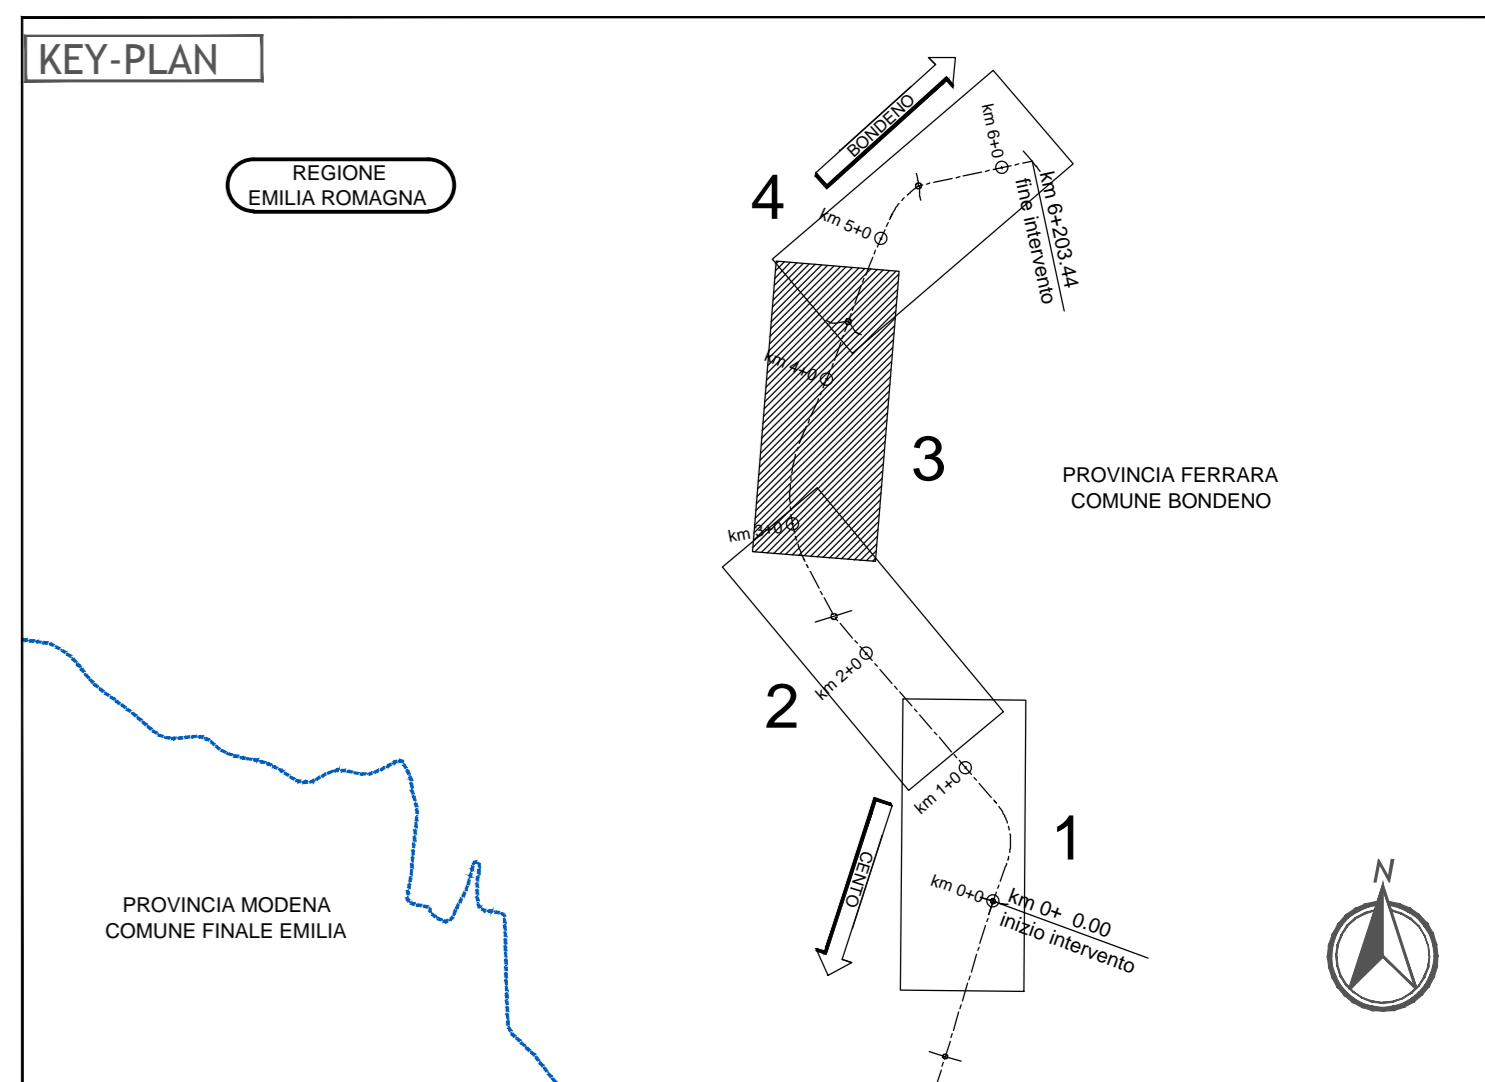 KEY-PLAN
REGIONE
EMILIA ROMAGNA
BONDENO
km 6+0
km 6+203.44
fine intervento
4
km 5+0
km 4+0
3
PROVINCIA FERRARA
COMUNE BONDENO
km 3+0
km 2+0
2
km 1+0
1
CENTO
km 0+0
km 0+ 0.00
inizio intervento
N
PROVINCIA MODENA
COMUNE FINALE EMILIA